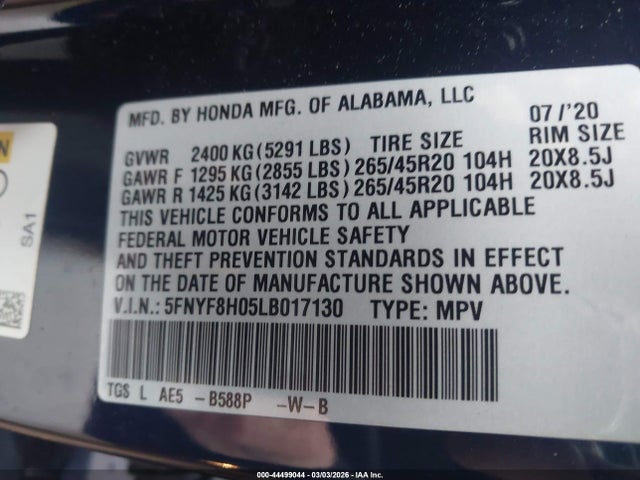 MFD. BY HONDA MFG. OF ALABAMA, LLC 07/'20
GVWR 2400 KG (5291 LBS) TIRE SIZE RIM SIZE
GAWR F 1295 KG (2855 LBS) 265/45R20 104H 20X8.5J
GAWR R 1425 KG (3142 LBS) 265/45R20 104H 20X8.5J
THIS VEHICLE CONFORMS TO ALL APPLICABLE
FEDERAL MOTOR VEHICLE SAFETY
AND THEFT PREVENTION STANDARDS IN EFFECT
ON THE DATE OF MANUFACTURE SHOWN ABOVE.
V.I.N.: 5FNYF8H05LB017130 TYPE: MPV
TGS L AE5 - B588P -W-B
SA1
000-44499044 | 03/03/2026 - IAA Inc.